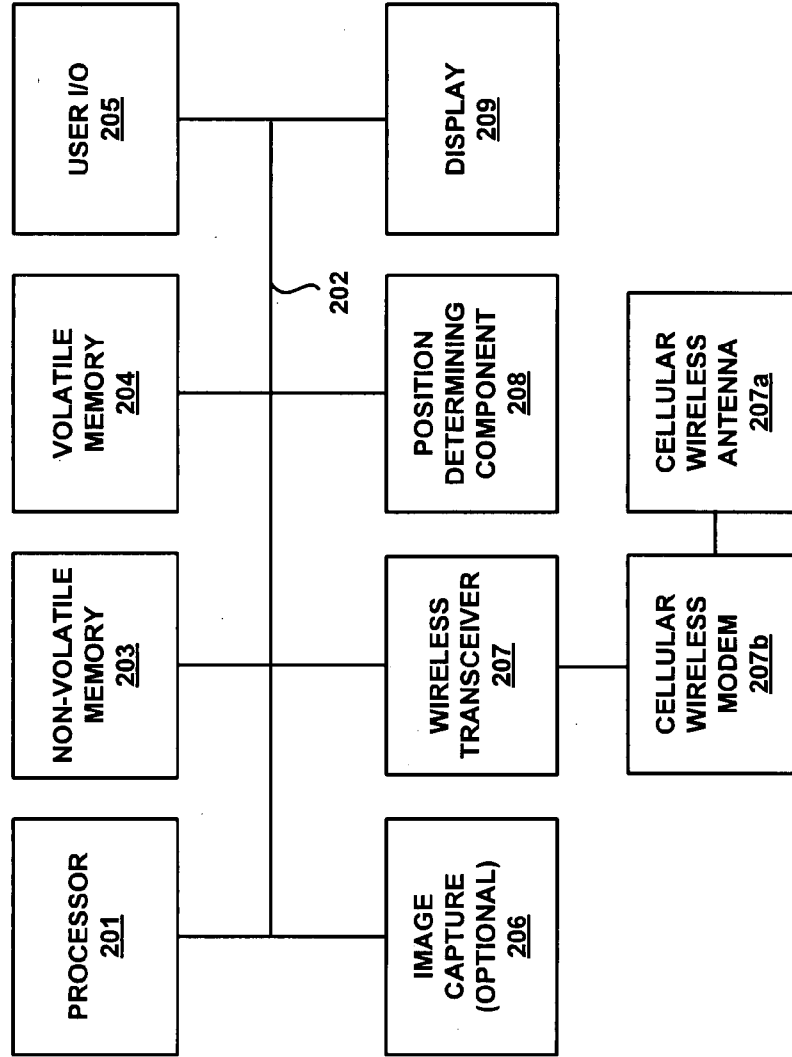 PROCESSOR
201
NON-VOLATILE
MEMORY
203
VOLATILE
MEMORY
204
USER I/O
205
202
IMAGE
CAPTURE
(OPTIONAL)
206
WIRELESS
TRANSCEIVER
207
POSITION
DETERMINING
COMPONENT
208
DISPLAY
209
CELLULAR
WIRELESS
MODEM
207b
CELLULAR
WIRELESS
ANTENNA
207a